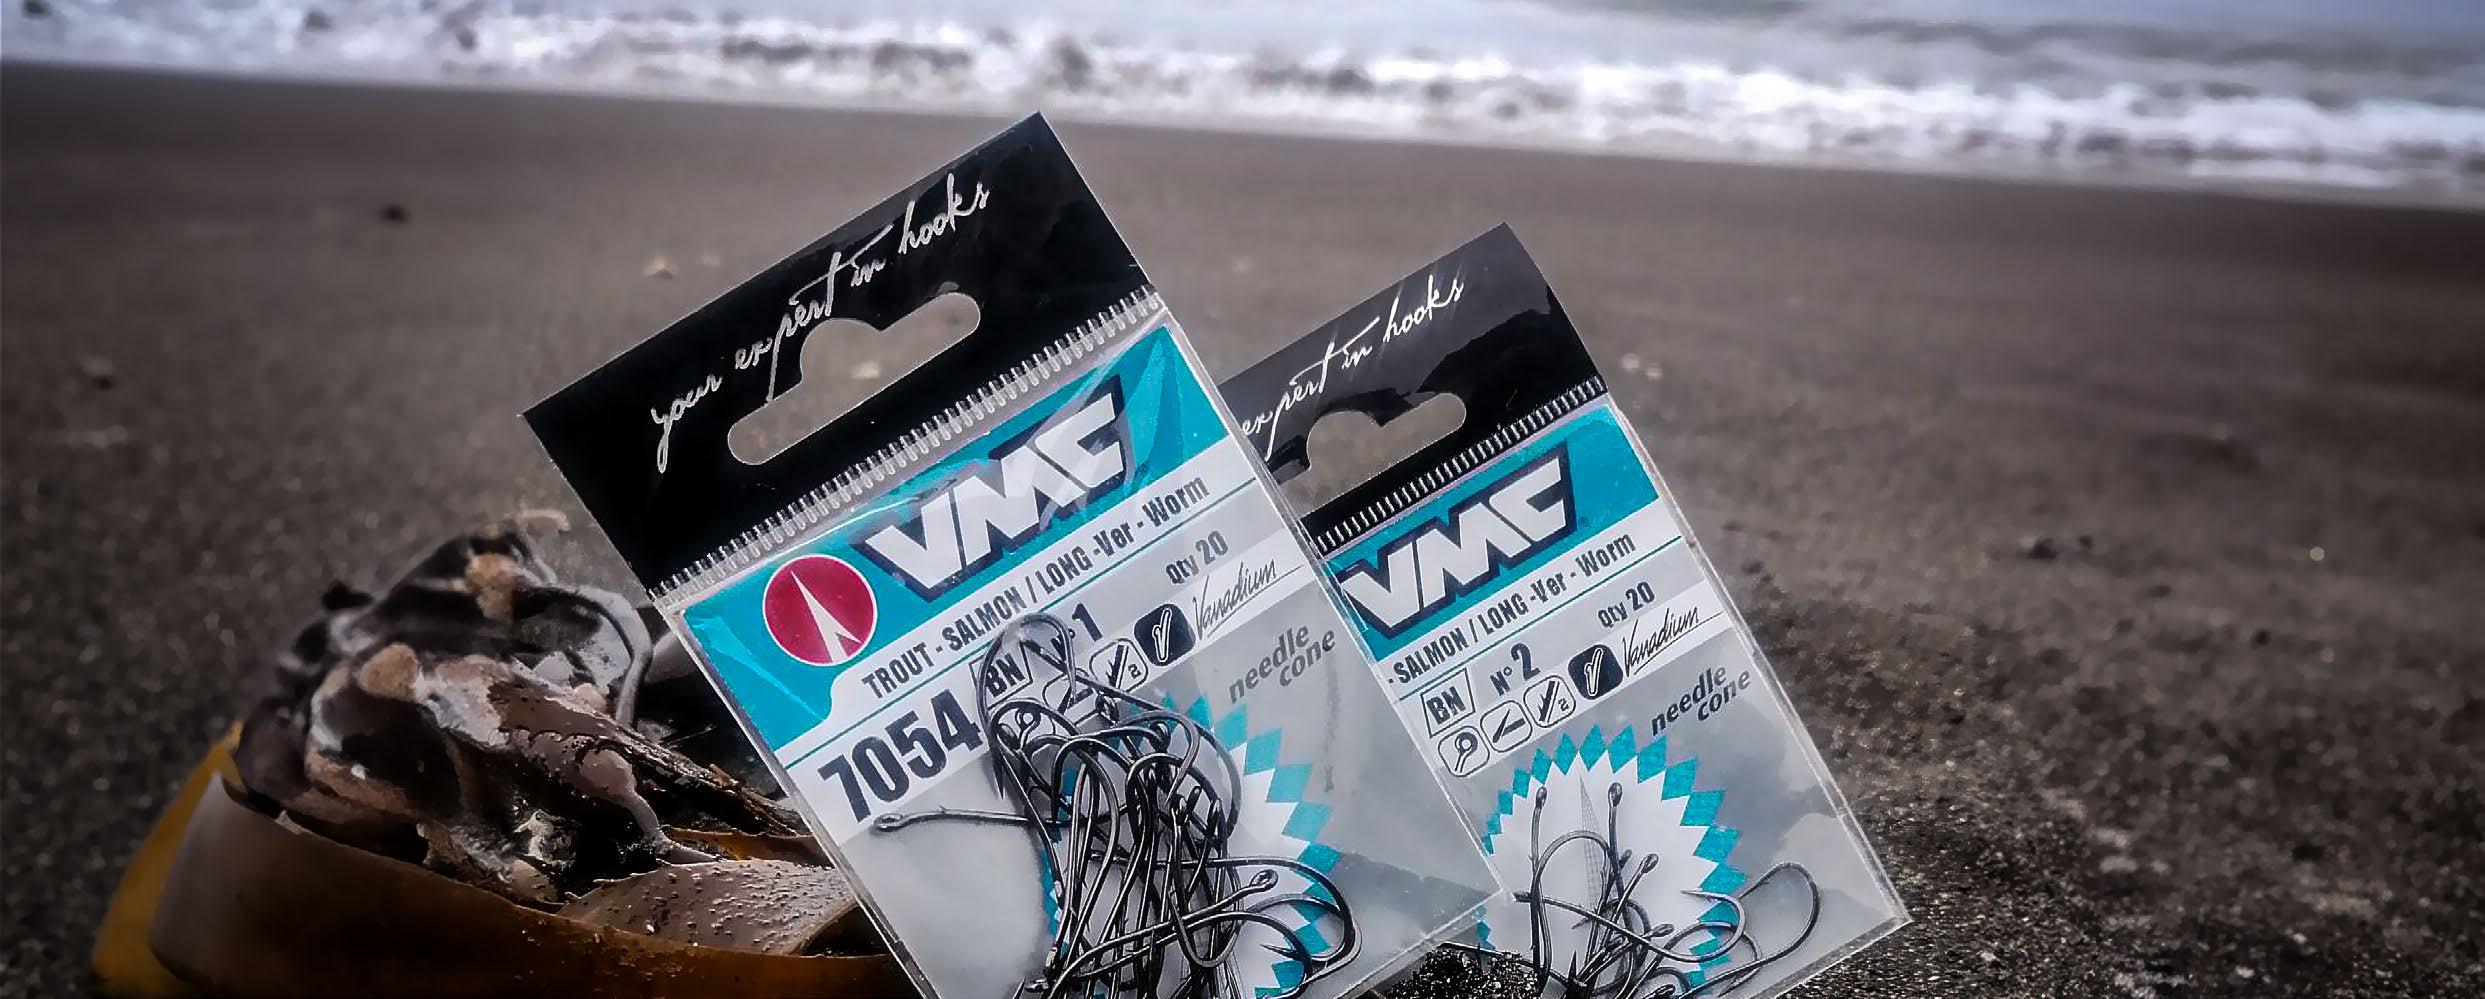 your expert in hooks
VMC
TROUT - SALMON / LONG -Ver - Worm
Qty 20
BN
1
Vanadium
7054
needle
cone
expert in hooks
VMC
- SALMON / LONG -Ver - Worm
Qty 20
BN N° 2
Vanadium
needle
cone